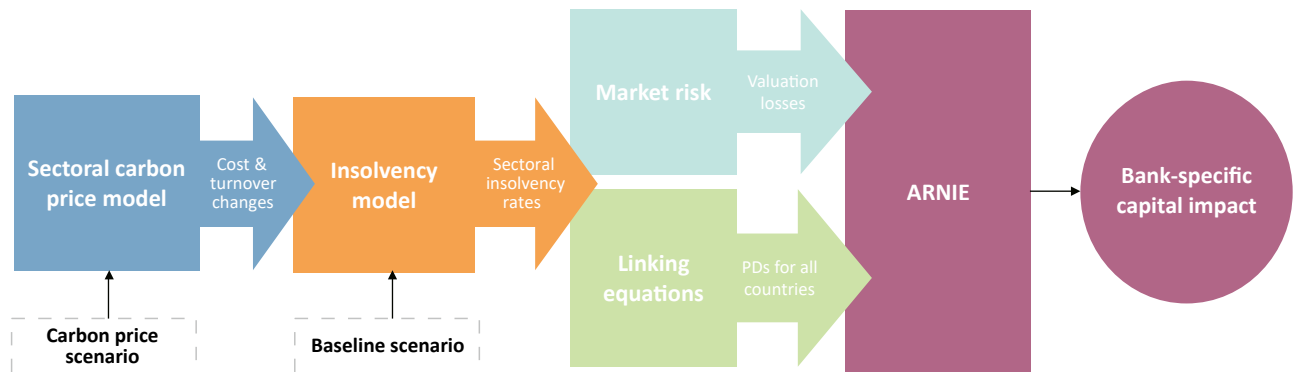 Sectoral carbon
price model
Cost &
turnover
changes
Insolvency
model
Sectoral
insolvency
rates
Market risk
Valuation
losses
Linking
equations
PDs for all
countries
ARNIE
Bank-specific
capital impact
Carbon price
scenario
Baseline scenario